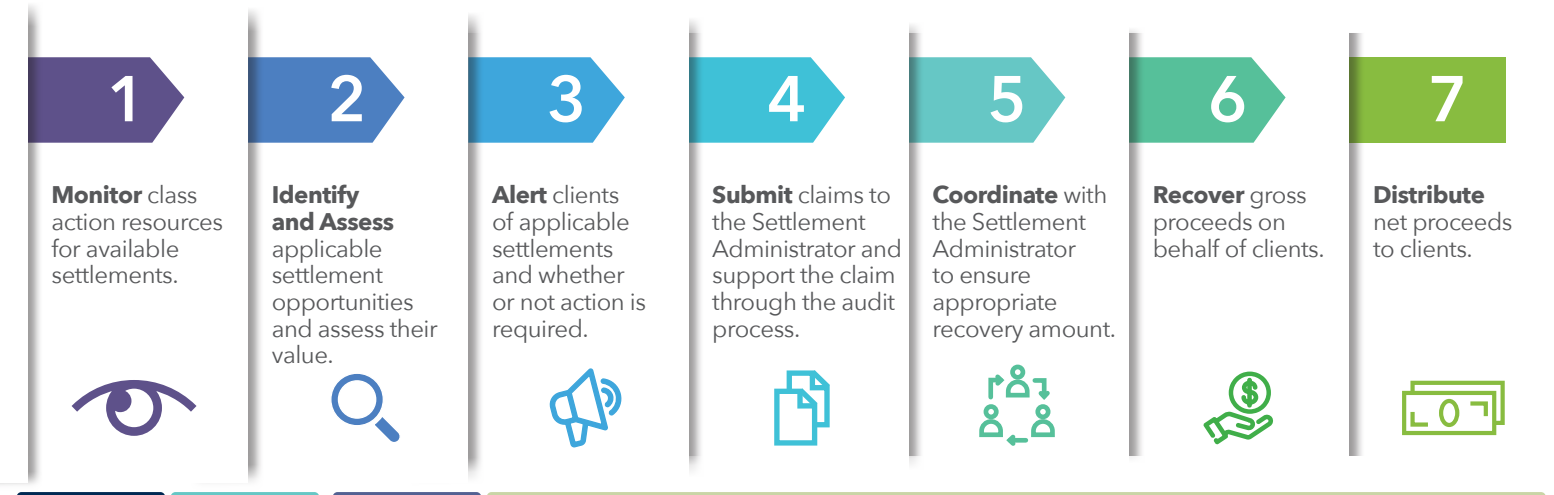 1
Monitor class
action resources
for available
settlements.
2
Identify
and Assess
applicable
settlement
opportunities
and assess their
value.
3
Alert clients
of applicable
settlements
and whether
or not action is
required.
4
Submit claims to
the Settlement
Administrator and
support the claim
through the audit
process.
5
Coordinate with
the Settlement
Administrator
to ensure
appropriate
recovery amount.
6
Recover gross
proceeds on
behalf of clients.
$
7
Distribute
net proceeds
to clients.